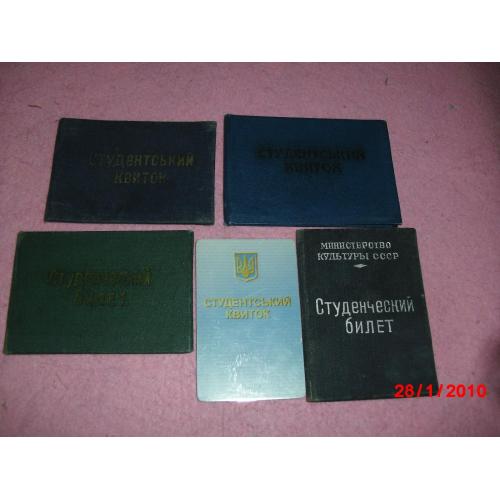 СТУДЕНТСЬКИЙ
КВИТОК
СТУДЕНТСЬКИЙ
КВИТОК
СТУДЕНЧЕСКИЙ
БИЛЕТ
СТУДЕНТСЬКИЙ
КВИТОК
МИНИСТЕРСТВО
КУЛЬТУРЫ СССР
Студенческий
БИЛЕТ
28/1/2010